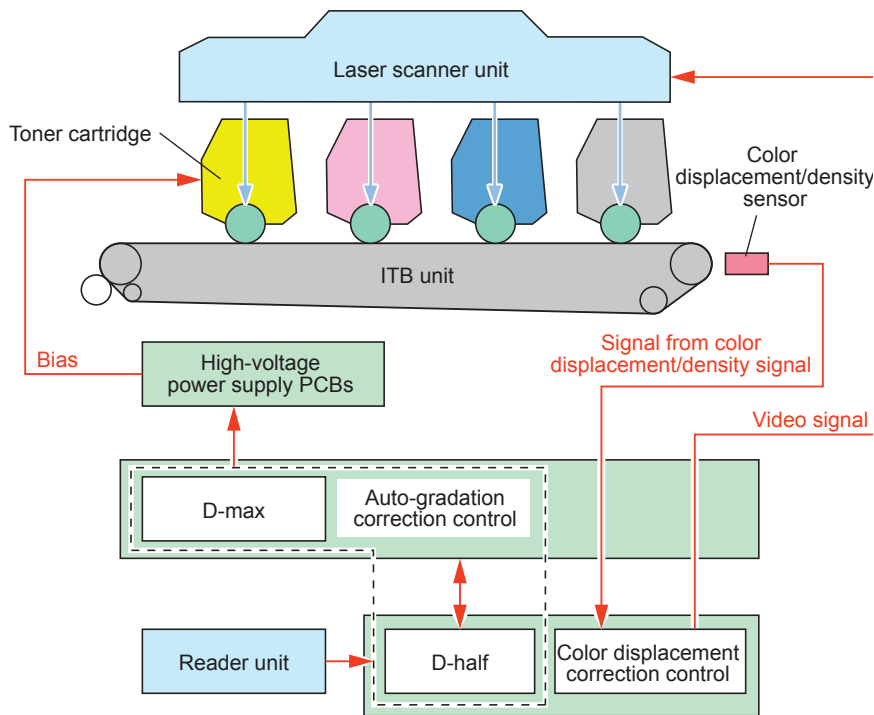 Laser scanner unit
Toner cartridge
Color
displacement/density
sensor
ITB unit
Signal from color
displacement/density signal
Bias
High-voltage
power supply PCBs
Video signal
D-max
Auto-gradation
correction control
Reader unit
D-half
Color displacement
correction control